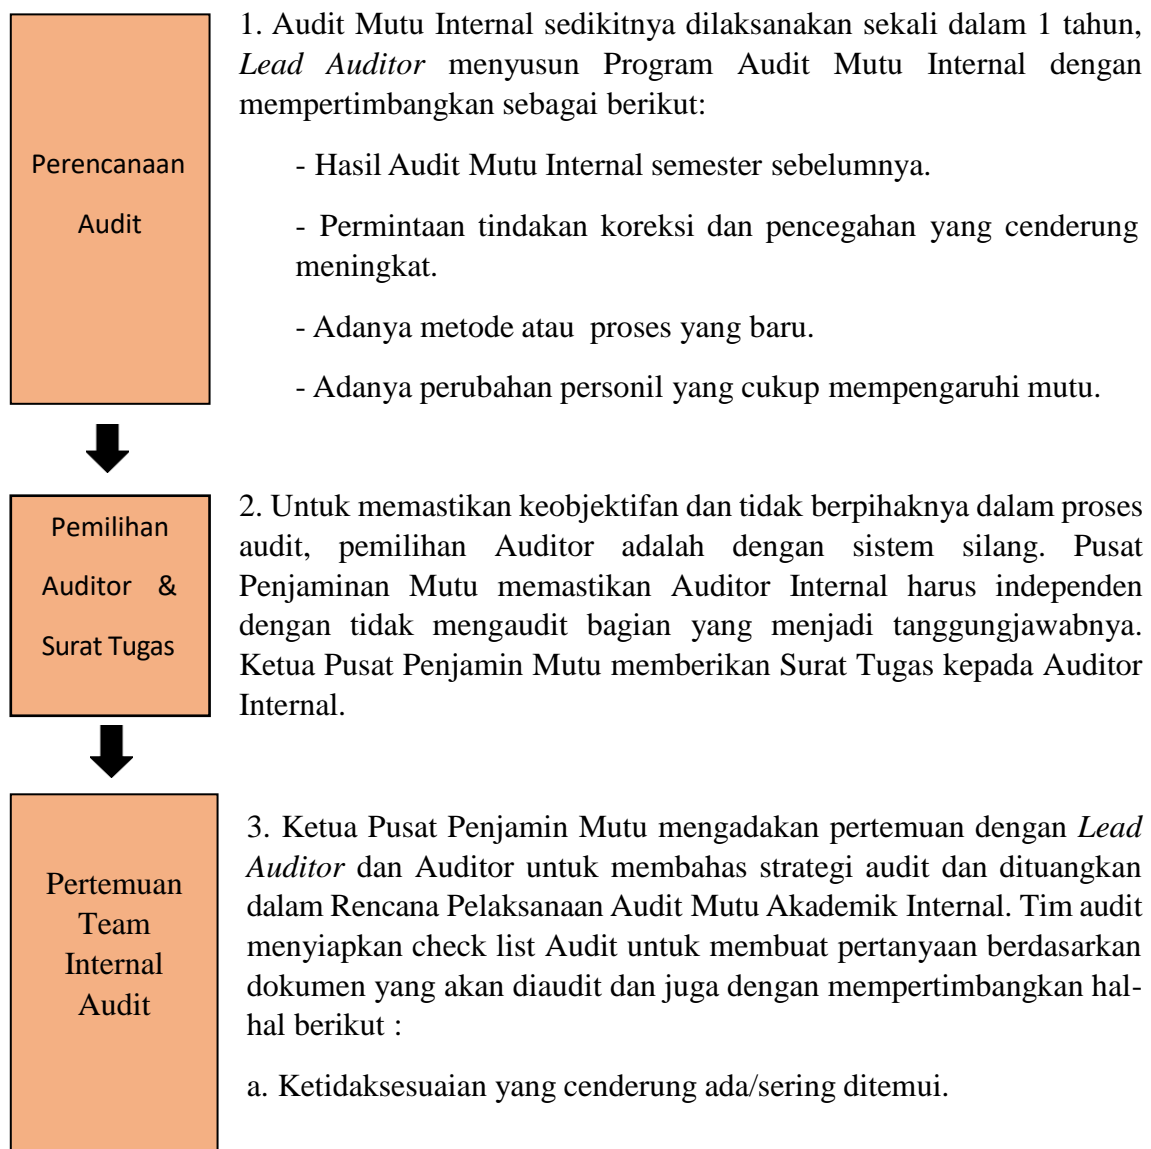 Perencanaan
Audit
1. Audit Mutu Internal sedikitnya dilaksanakan sekali dalam 1 tahun,
Lead Auditor menyusun Program Audit Mutu Internal dengan
mempertimbangkan sebagai berikut:
- Hasil Audit Mutu Internal semester sebelumnya.
- Permintaan tindakan koreksi dan pencegahan yang cenderung
meningkat.
- Adanya metode atau proses yang baru.
- Adanya perubahan personil yang cukup mempengaruhi mutu.
Pemilihan
Auditor &
Surat Tugas
2. Untuk memastikan keobjektifan dan tidak berpihaknya dalam proses
audit, pemilihan Auditor adalah dengan sistem silang. Pusat
Penjaminan Mutu memastikan Auditor Internal harus independen
dengan tidak mengaudit bagian yang menjadi tanggungjawabnya.
Ketua Pusat Penjamin Mutu memberikan Surat Tugas kepada Auditor
Internal.
Pertemuan
Team
Internal
Audit
3. Ketua Pusat Penjamin Mutu mengadakan pertemuan dengan Lead
Auditor dan Auditor untuk membahas strategi audit dan dituangkan
dalam Rencana Pelaksanaan Audit Mutu Akademik Internal. Tim audit
menyiapkan check list Audit untuk membuat pertanyaan berdasarkan
dokumen yang akan diaudit dan juga dengan mempertimbangkan hal-
hal berikut :
a. Ketidaksesuaian yang cenderung ada/sering ditemui.